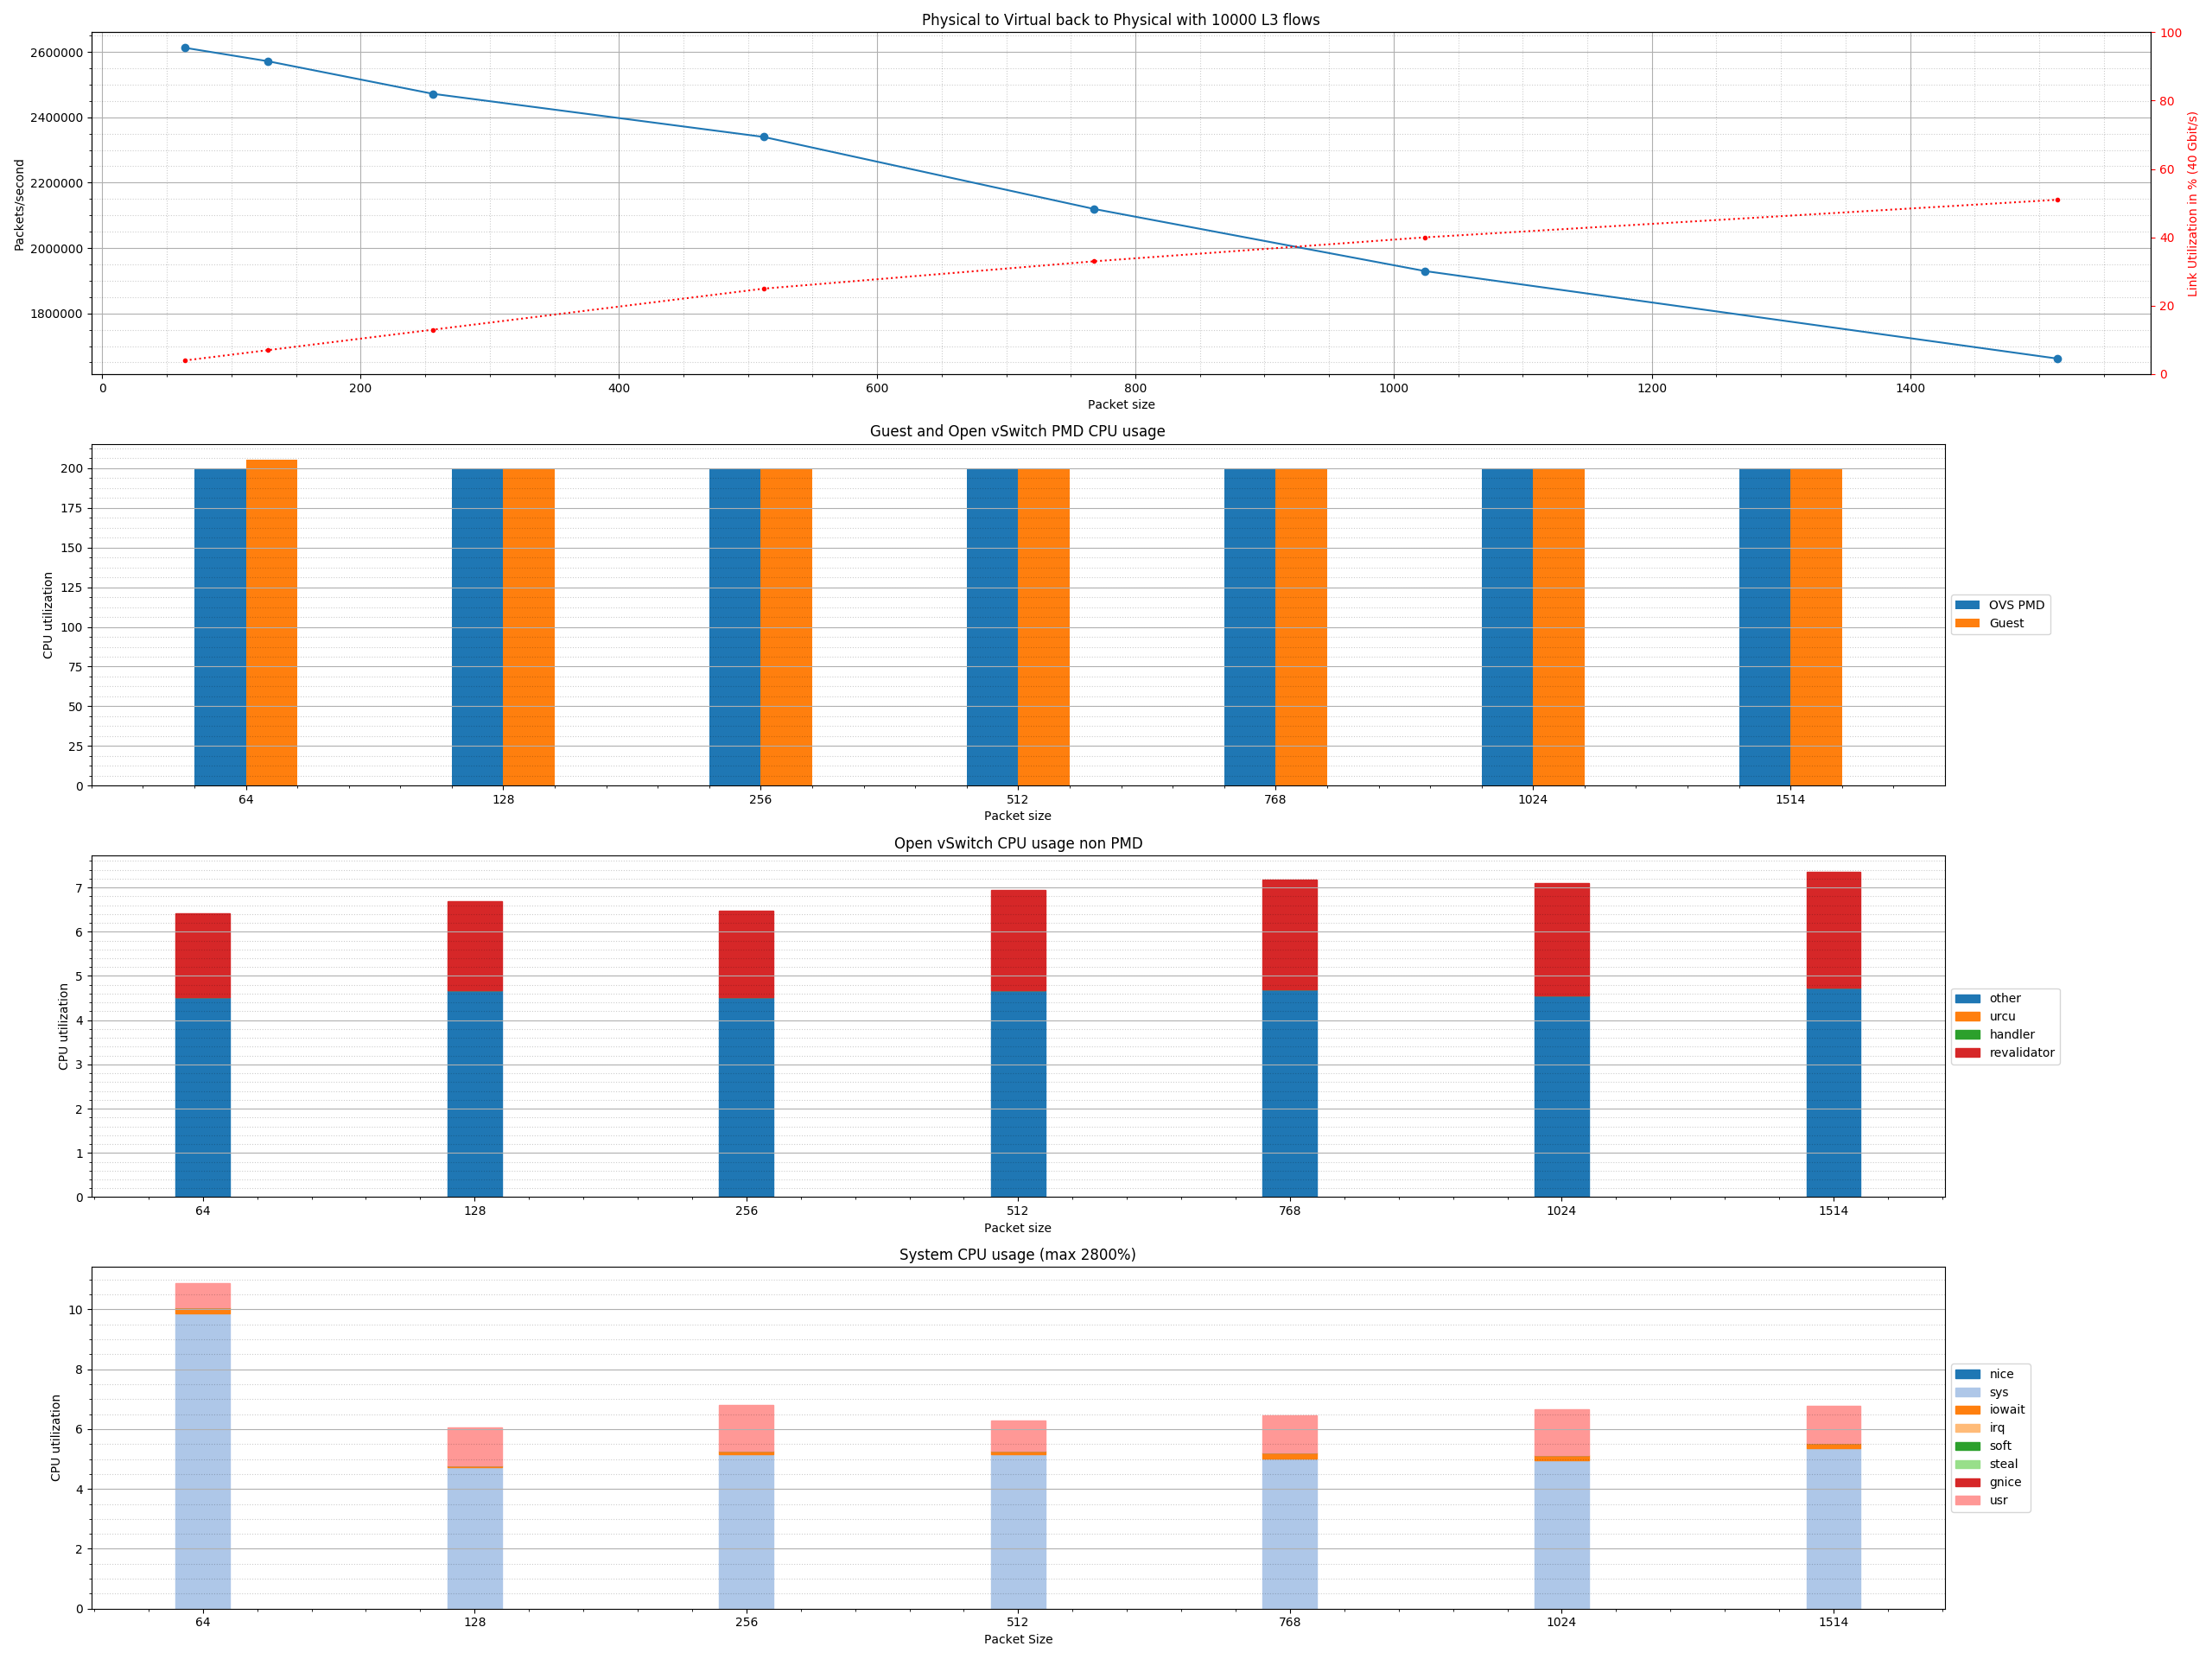 Physical to Virtual back to Physical with 10000 L3 flows
2600000
2400000
2200000
2000000
1800000
Packets/second
100
80
60
40
20
0
Link Utilization in % (40 Gbit/s)
0 200 400 600 800 1000 1200 1400
Packet size
Guest and Open vSwitch PMD CPU usage
200
175
150
125
100
75
50
25
0
CPU utilization
OVS PMD
Guest
64 128 256 512 768 1024 1514
Packet size
Open vSwitch CPU usage non PMD
7
6
5
4
3
2
1
0
CPU utilization
other
urcu
handler
revalidator
64 128 256 512 768 1024 1514
Packet size
System CPU usage (max 2800%)
10
8
6
4
2
0
CPU utilization
nice
sys
iowait
irq
soft
steal
gnice
usr
64 128 256 512 768 1024 1514
Packet Size